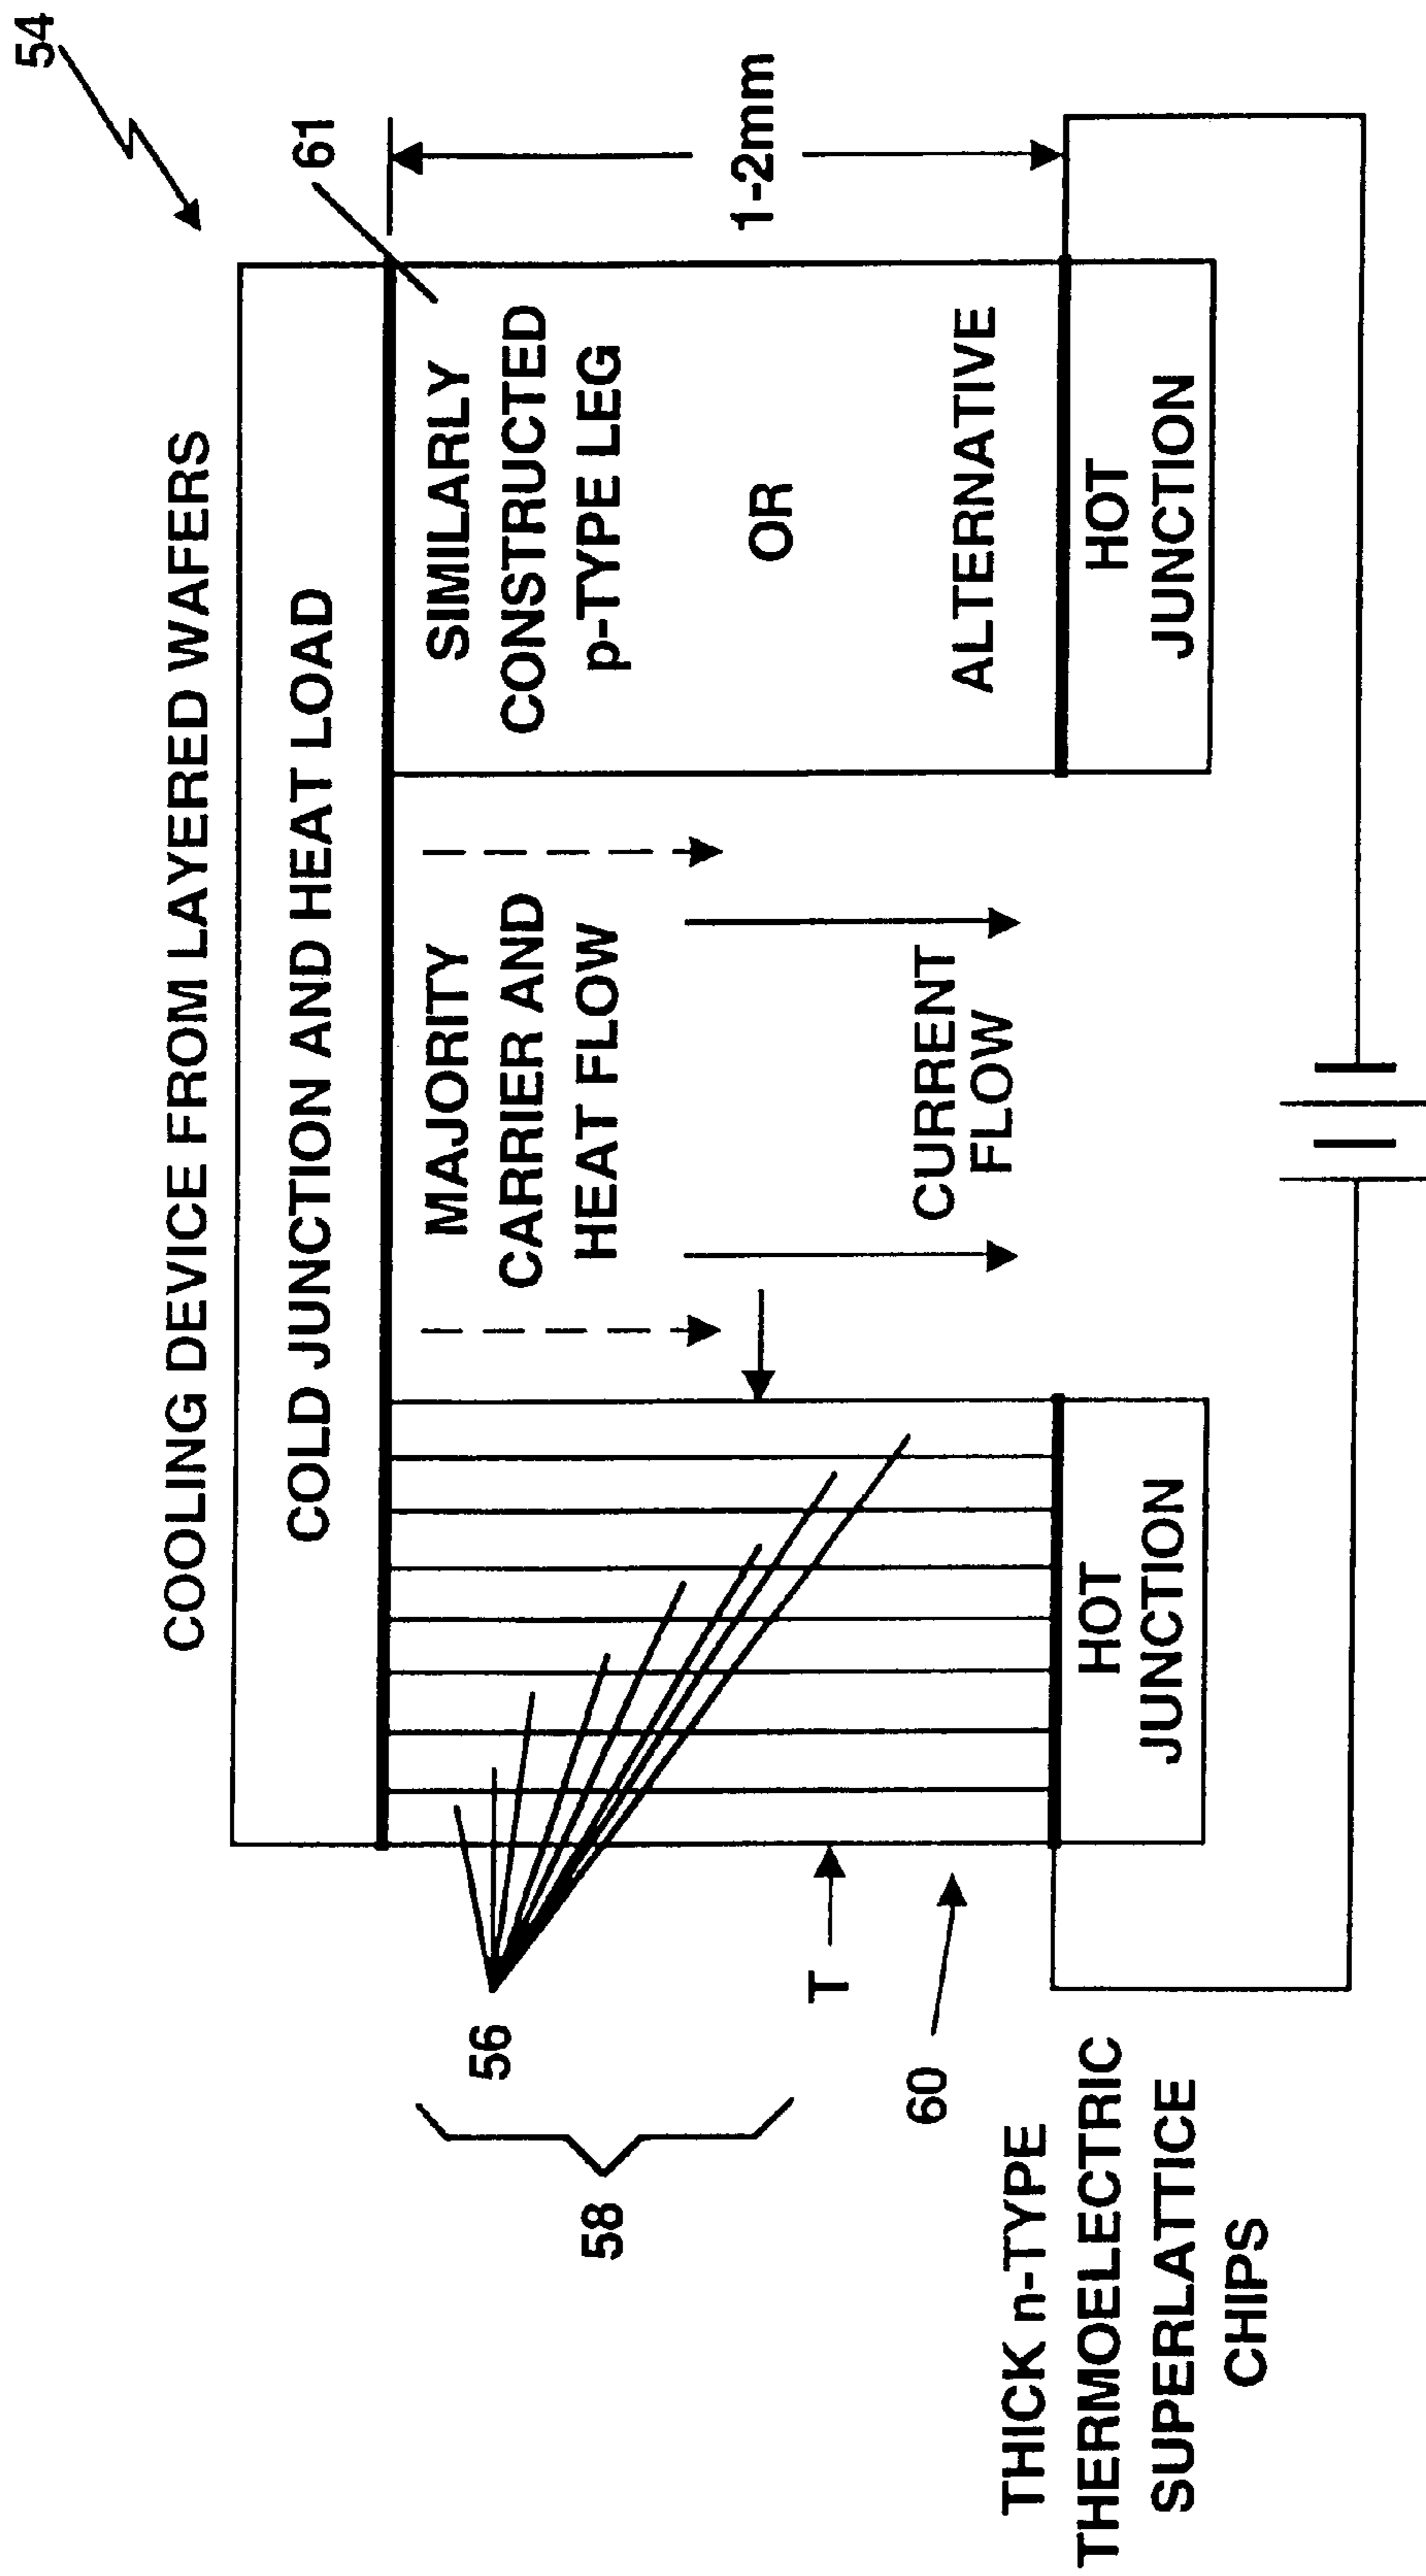 54
COOLING DEVICE FROM LAYERED WAFERS
COLD JUNCTION AND HEAT LOAD
61
SIMILARLY
CONSTRUCTED
p-TYPE LEG
OR
ALTERNATIVE
HOT
JUNCTION
1-2mm
MAJORITY
CARRIER AND
HEAT FLOW
CURRENT
FLOW
56
58
T
60
HOT
JUNCTION
THICK n-TYPE
THERMOELECTRIC
SUPERLATTICE
CHIPS